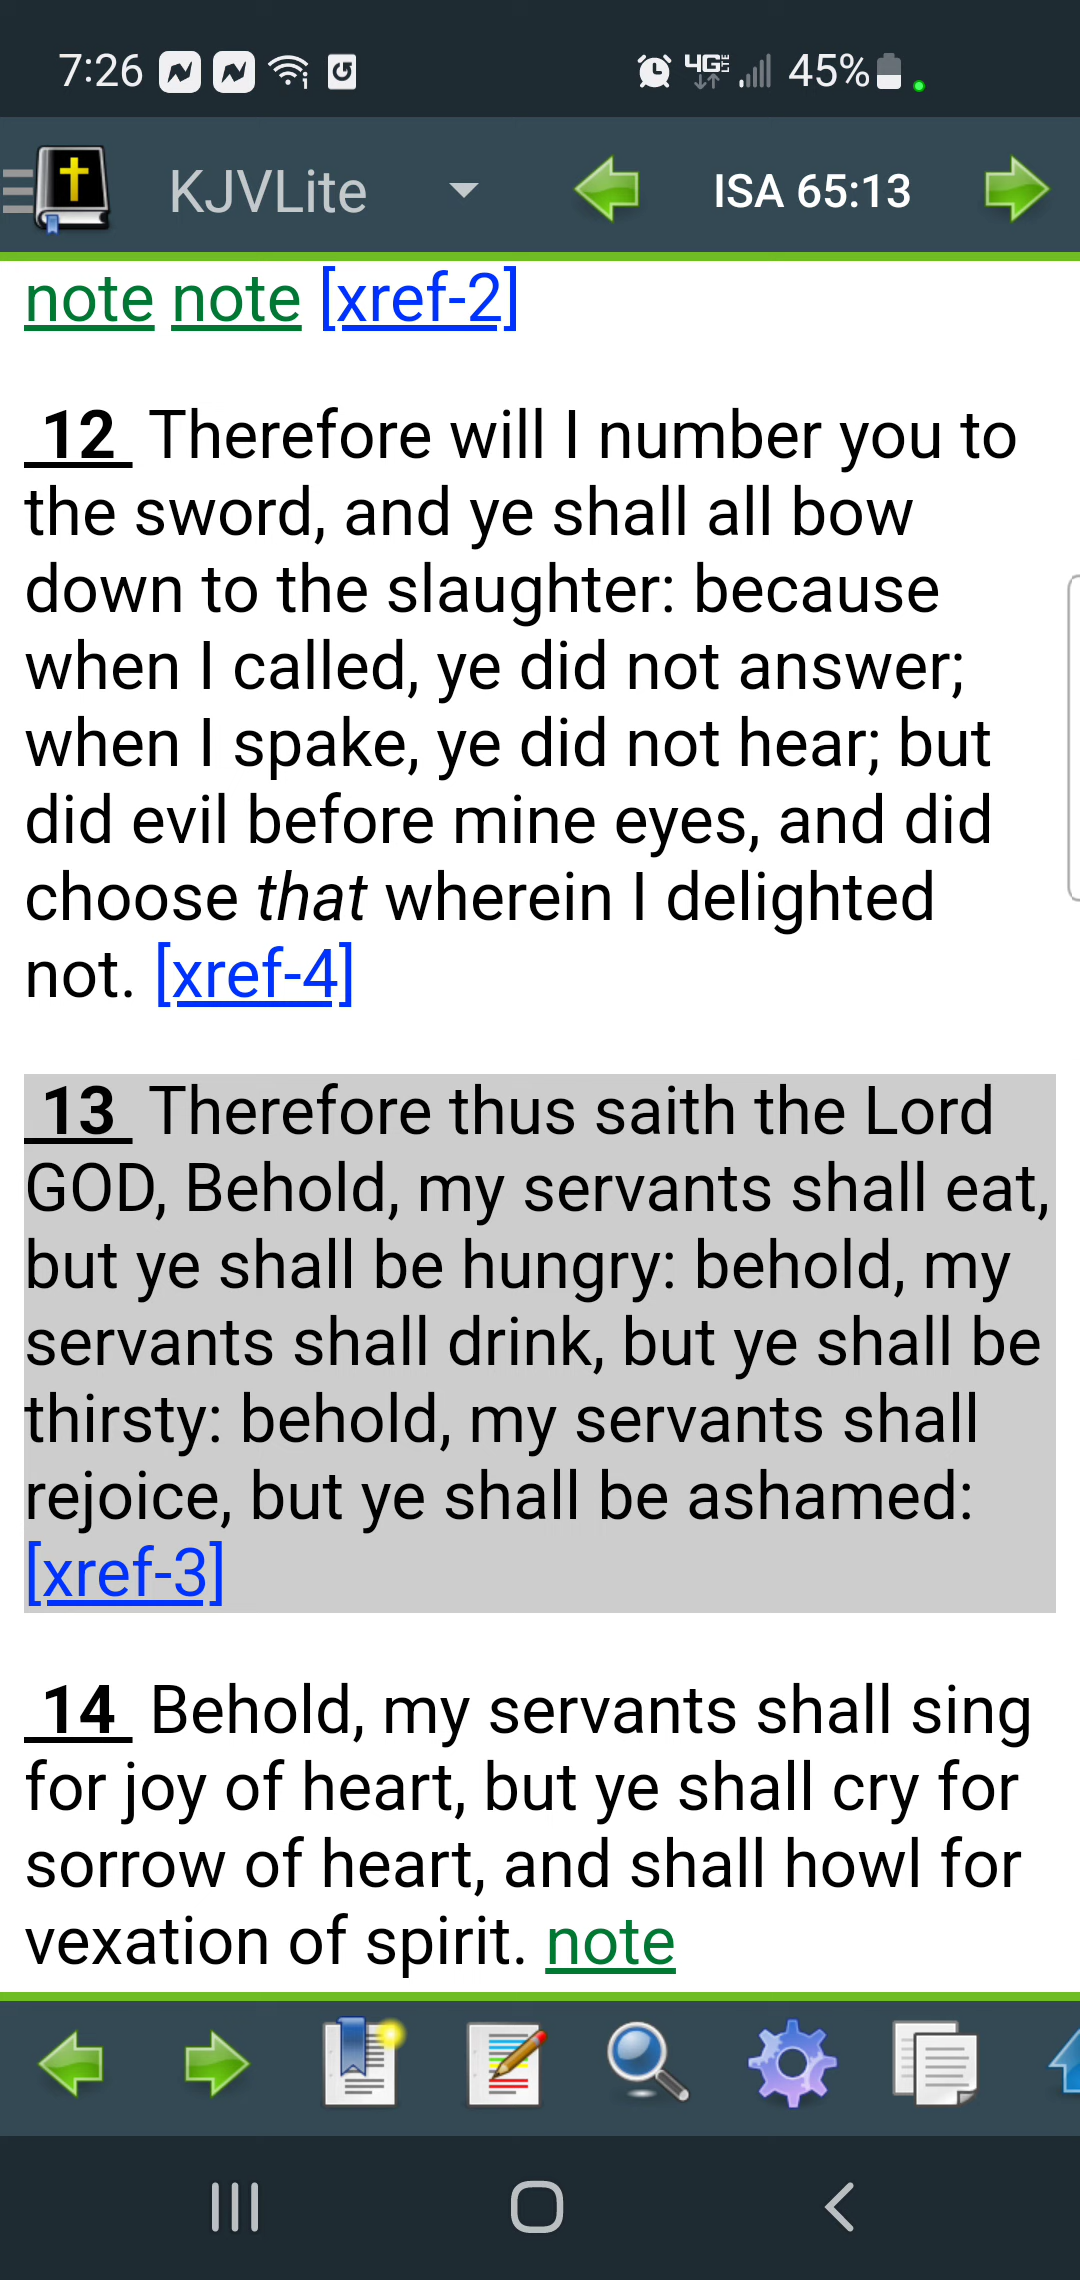 7:26
4G LTE
45%
KJVLite
ISA 65:13
note note [xref-2]
12 Therefore will I number you to
the sword, and ye shall all bow
down to the slaughter: because
when I called, ye did not answer;
when I spake, ye did not hear; but
did evil before mine eyes, and did
choose that wherein I delighted
not. [xref-4]
13 Therefore thus saith the Lord
GOD, Behold, my servants shall eat,
but ye shall be hungry: behold, my
servants shall drink, but ye shall be
thirsty: behold, my servants shall
rejoice, but ye shall be ashamed:
[xref-3]
14 Behold, my servants shall sing
for joy of heart, but ye shall cry for
sorrow of heart, and shall howl for
vexation of spirit. note